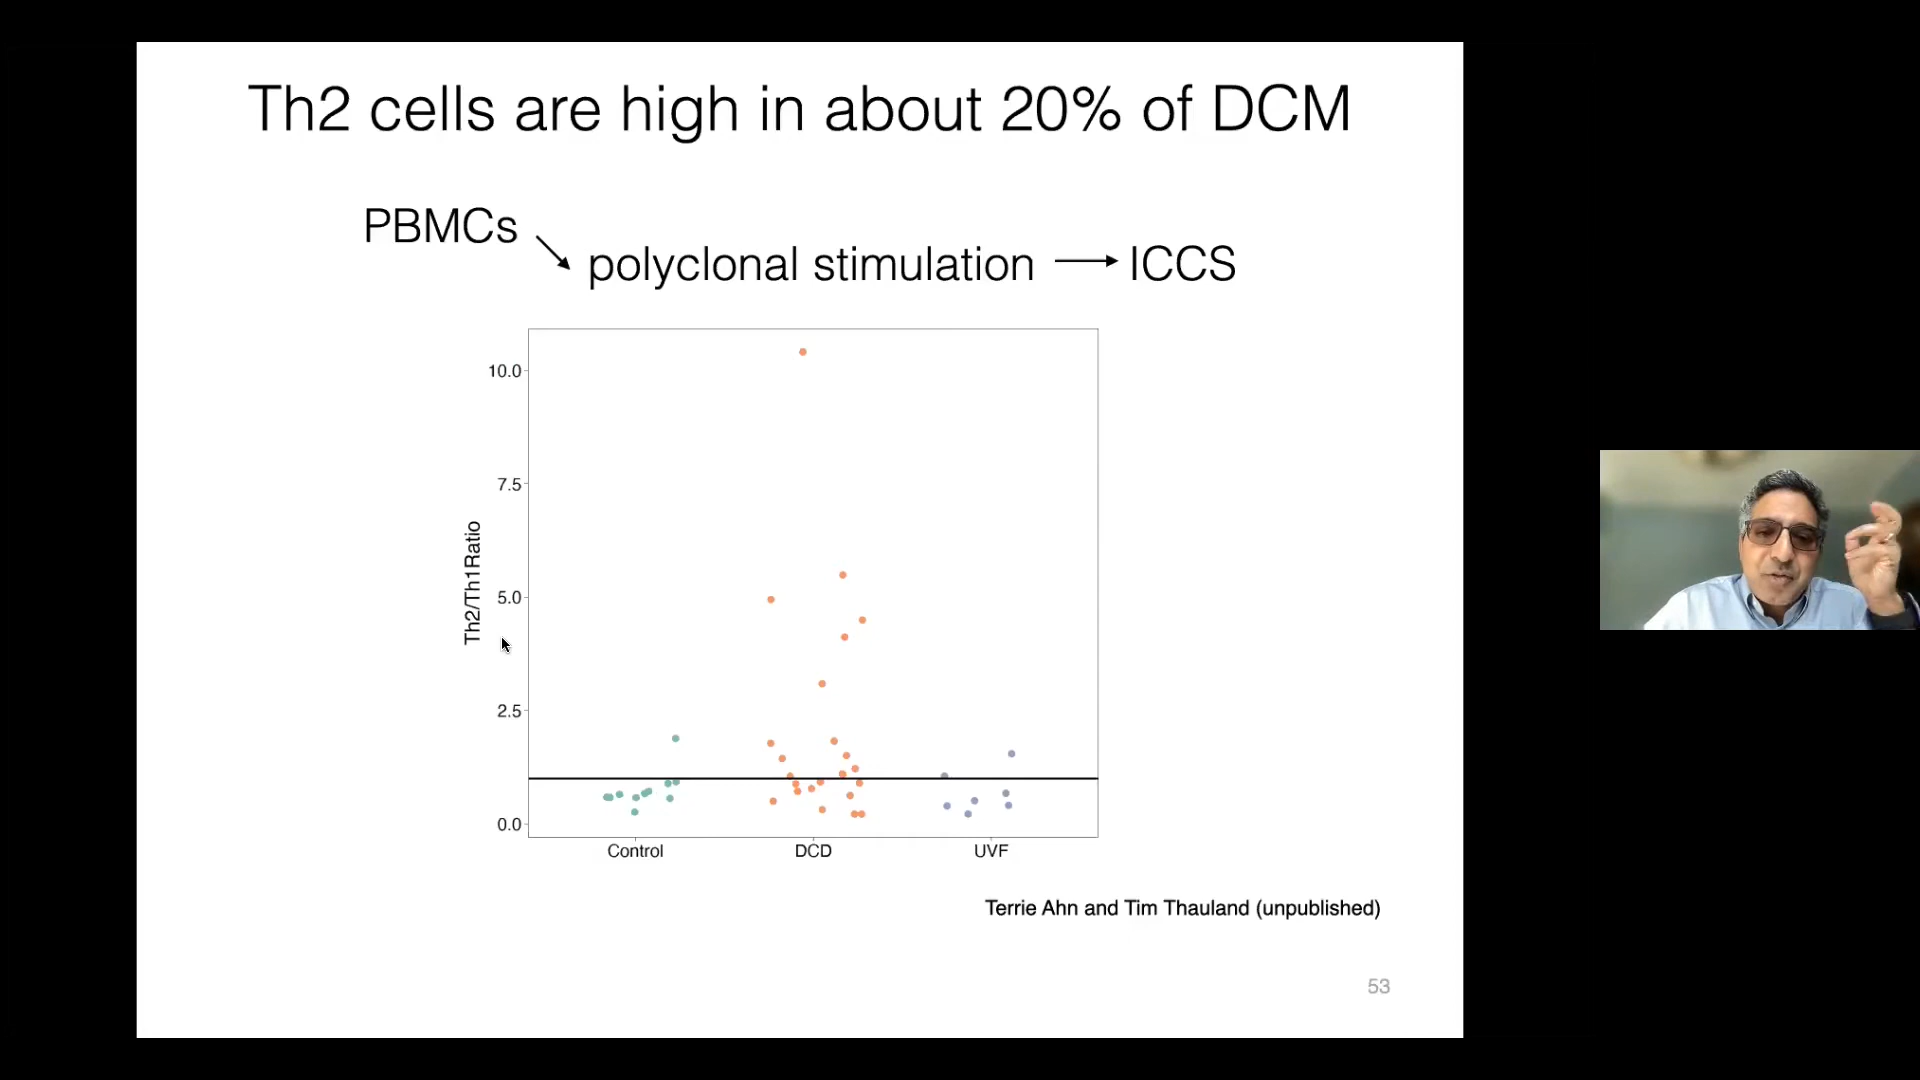 Th2 cells are high in about 20% of DCM
PBMCs
polyclonal stimulation
ICCS
10.0
7.5
5.0
2.5
0.0
Th2/Th1Ratio
Control
DCD
UVF
Terrie Ahn and Tim Thauland (unpublished)
53